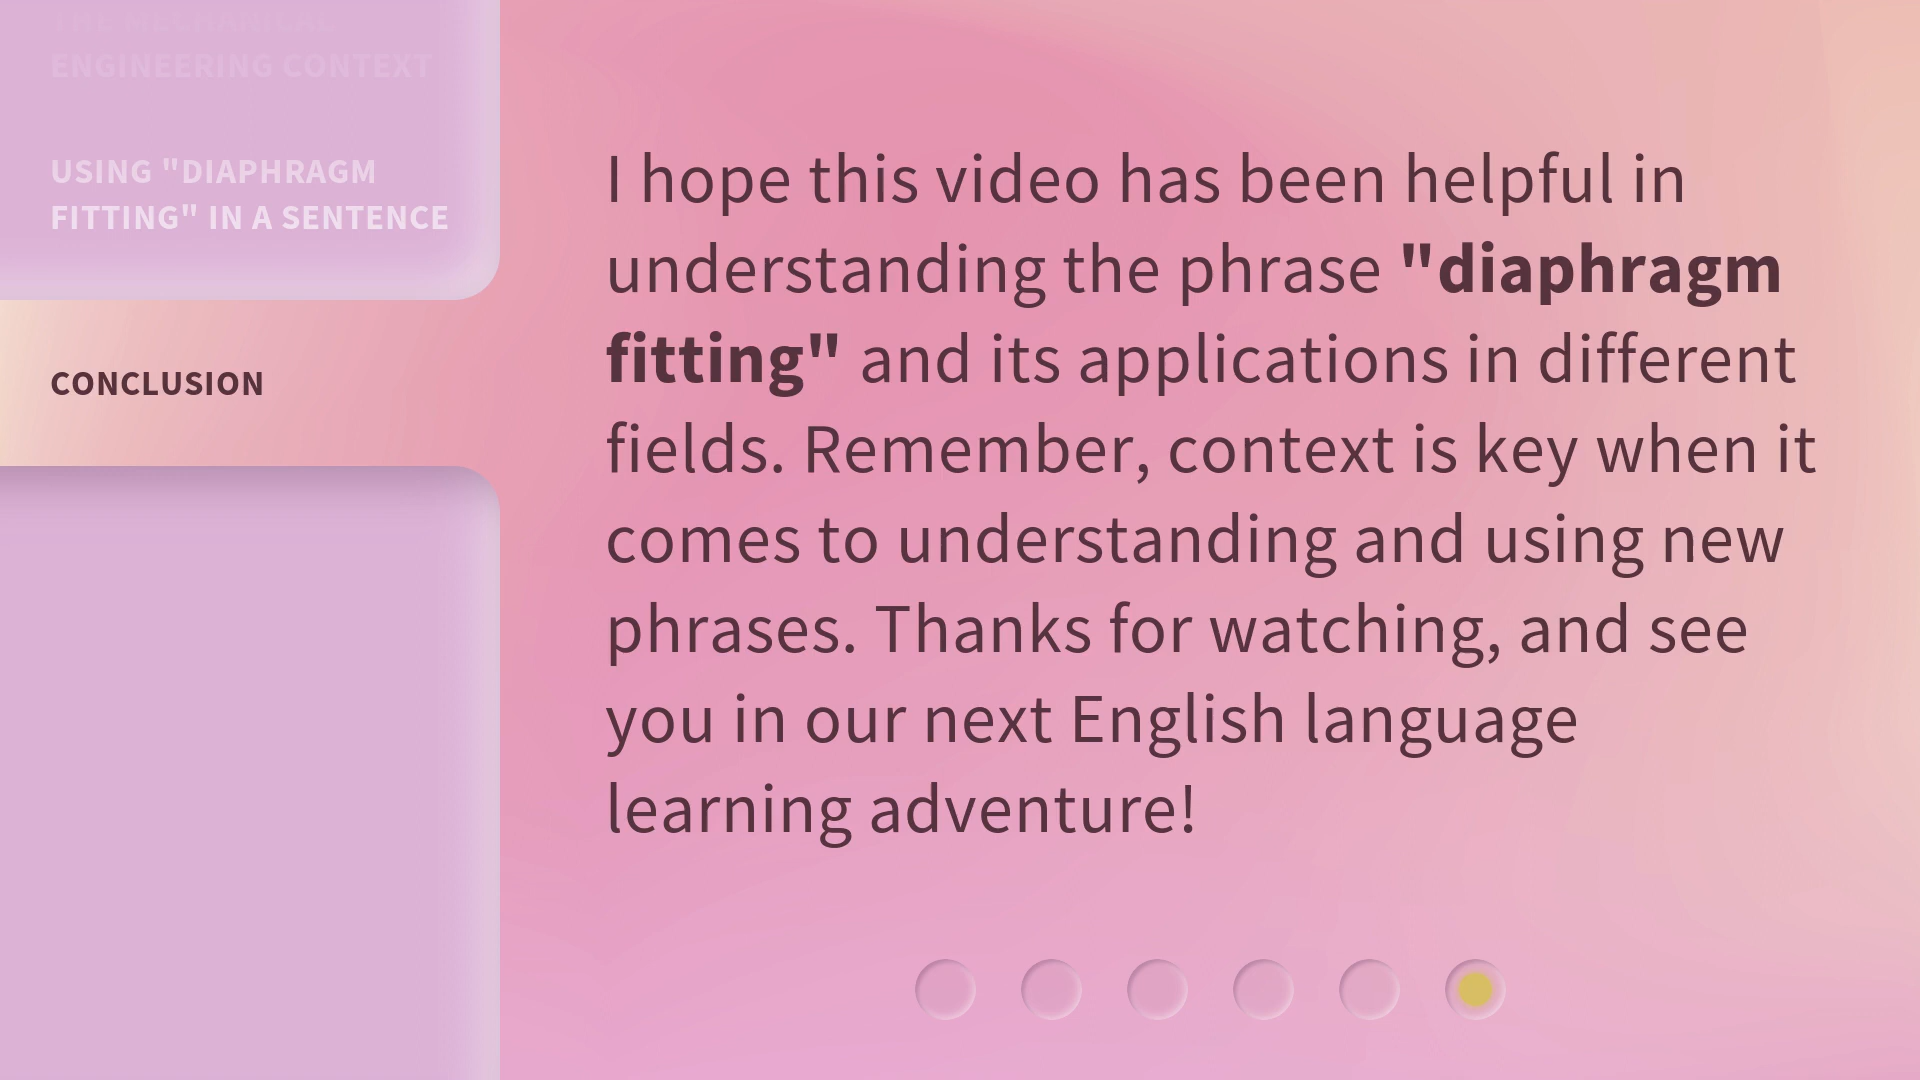 THE MECHANICAL
ENGINEERING CONTEXT
USING "DIAPHRAGM
FITTING" IN A SENTENCE
CONCLUSION
I hope this video has been helpful in
understanding the phrase "diaphragm
fitting" and its applications in different
fields. Remember, context is key when it
comes to understanding and using new
phrases. Thanks for watching, and see
you in our next English language
learning adventure!